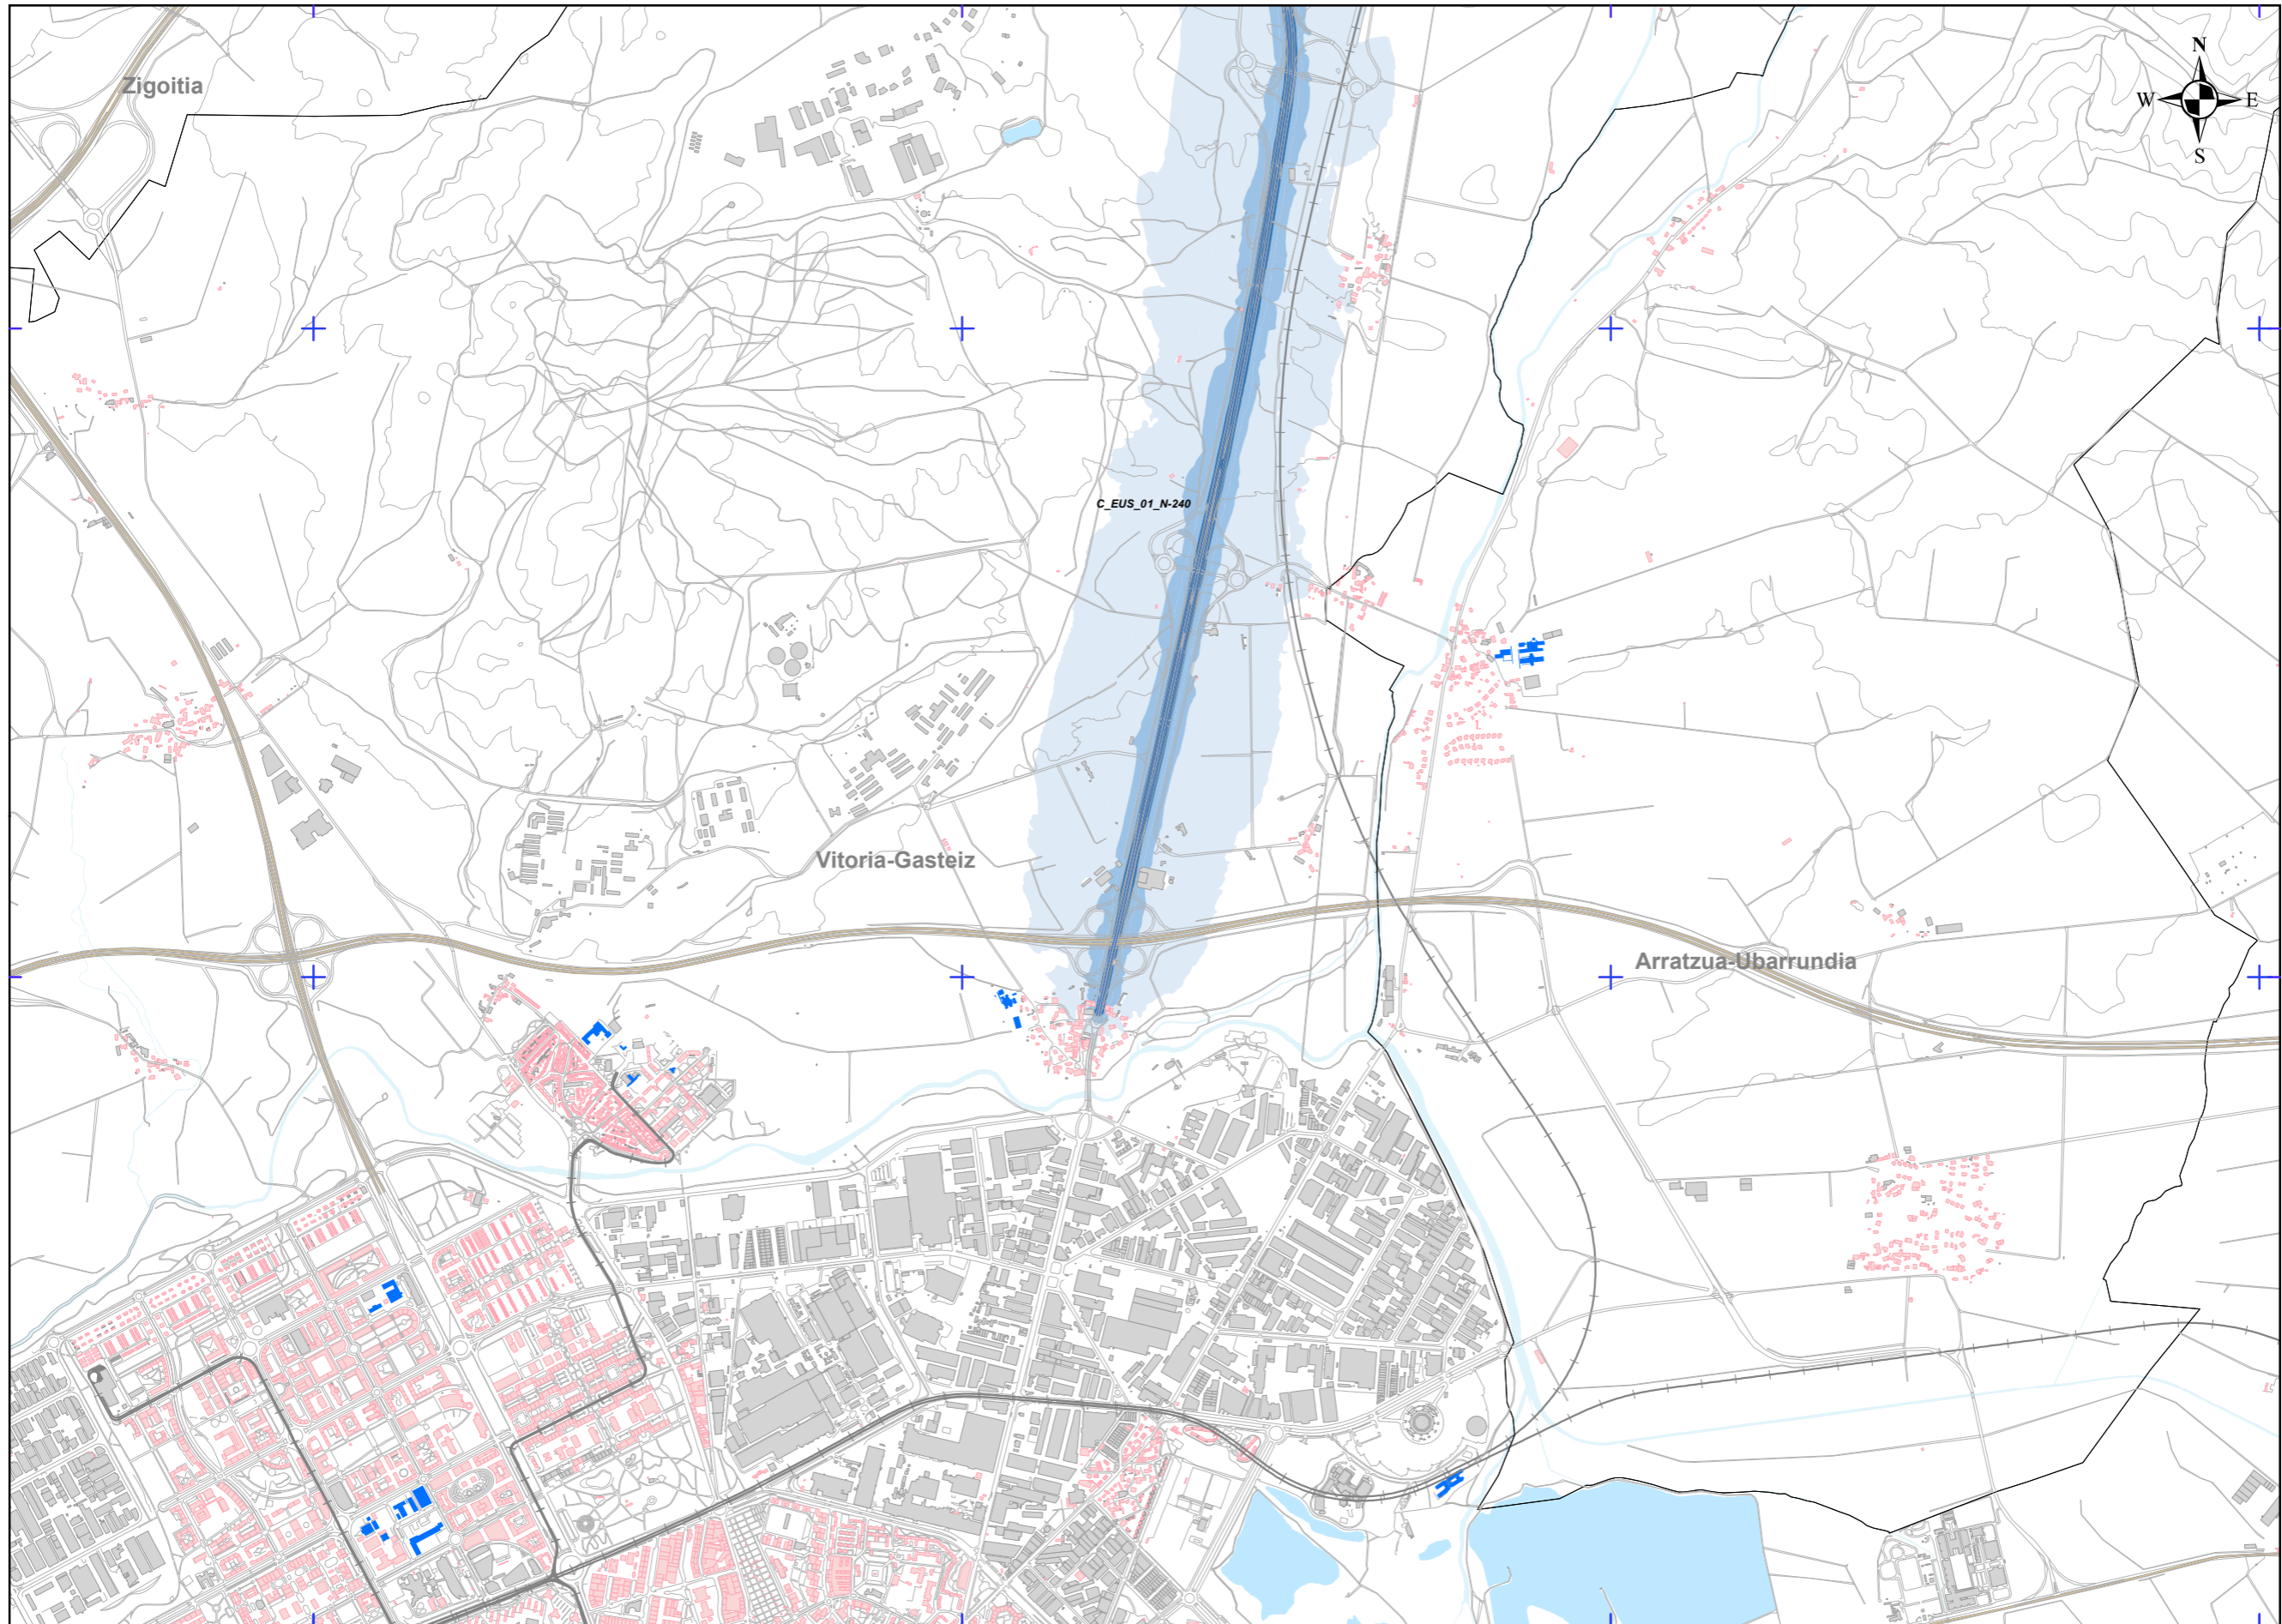 Zigoitia
N
W
E
S
C_EUS_01_N-240
Vitoria-Gasteiz
Arratzua-Ubarrundia